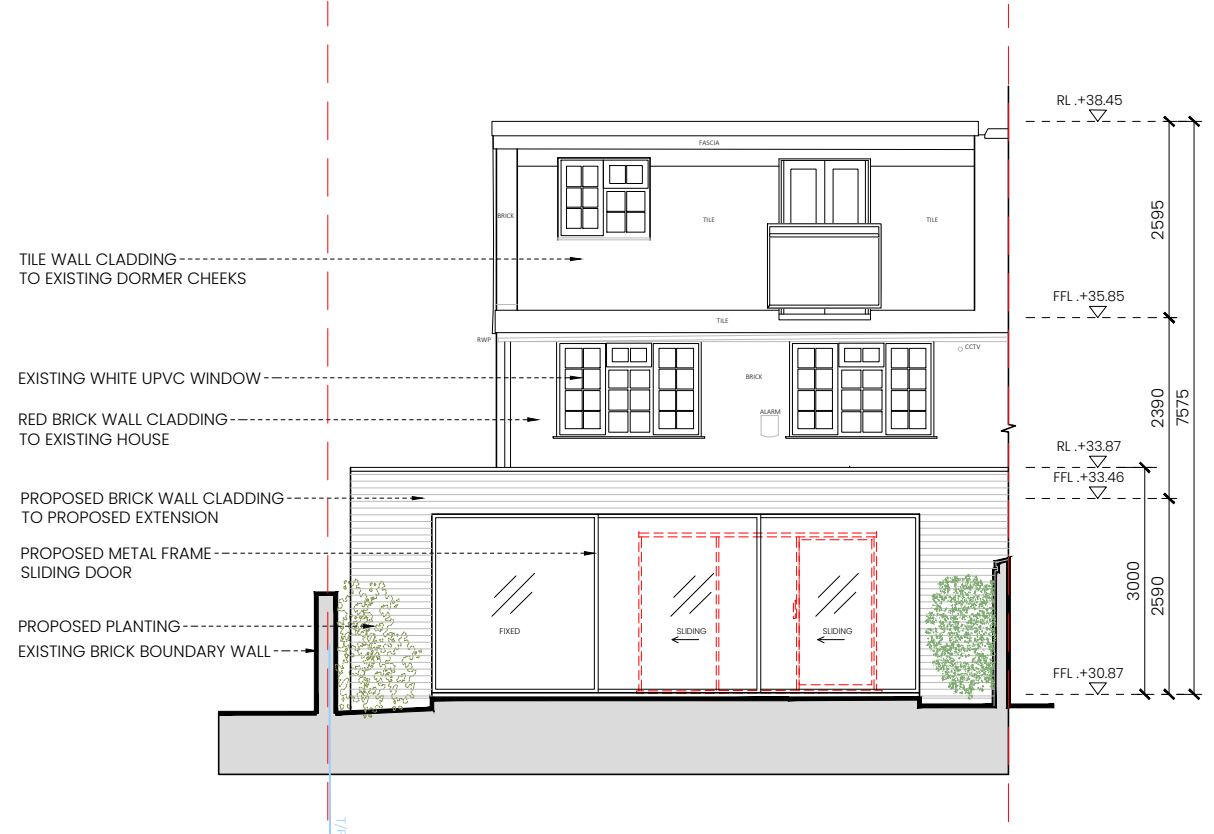 RL .+38.45
FASCIA
BRICK
TILE
TILE
2595
TILE WALL CLADDING
TO EXISTING DORMER CHEEKS
FFL .+35.85
TILE
RWP
CCTV
EXISTING WHITE UPVC WINDOW
BRICK
2390
7575
RED BRICK WALL CLADDING
TO EXISTING HOUSE
ALARM
RL .+33.87
FFL .+33.46
PROPOSED BRICK WALL CLADDING
TO PROPOSED EXTENSION
PROPOSED METAL FRAME
SLIDING DOOR
3000
2590
PROPOSED PLANTING
FIXED
SLIDING
SLIDING
EXISTING BRICK BOUNDARY WALL
FFL .+30.87